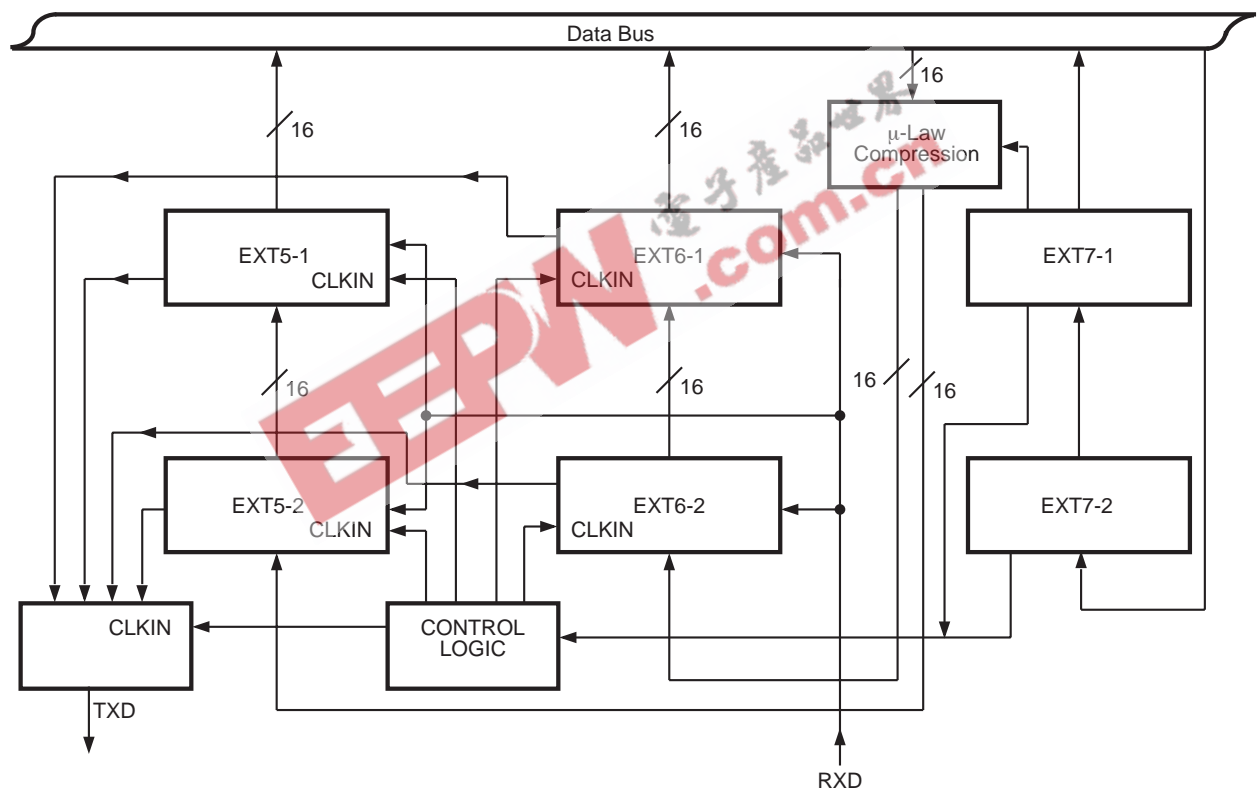 Data Bus
16
16
16
μ-Law
Compression
EXT5-1
CLKIN
EXT6-1
CLKIN
EXT7-1
16
16
16
16
EXT5-2
CLKIN
EXT6-2
CLKIN
EXT7-2
CLKIN
CONTROL
LOGIC
TXD
RXD
EEPW
.com.cn
電子產品世界